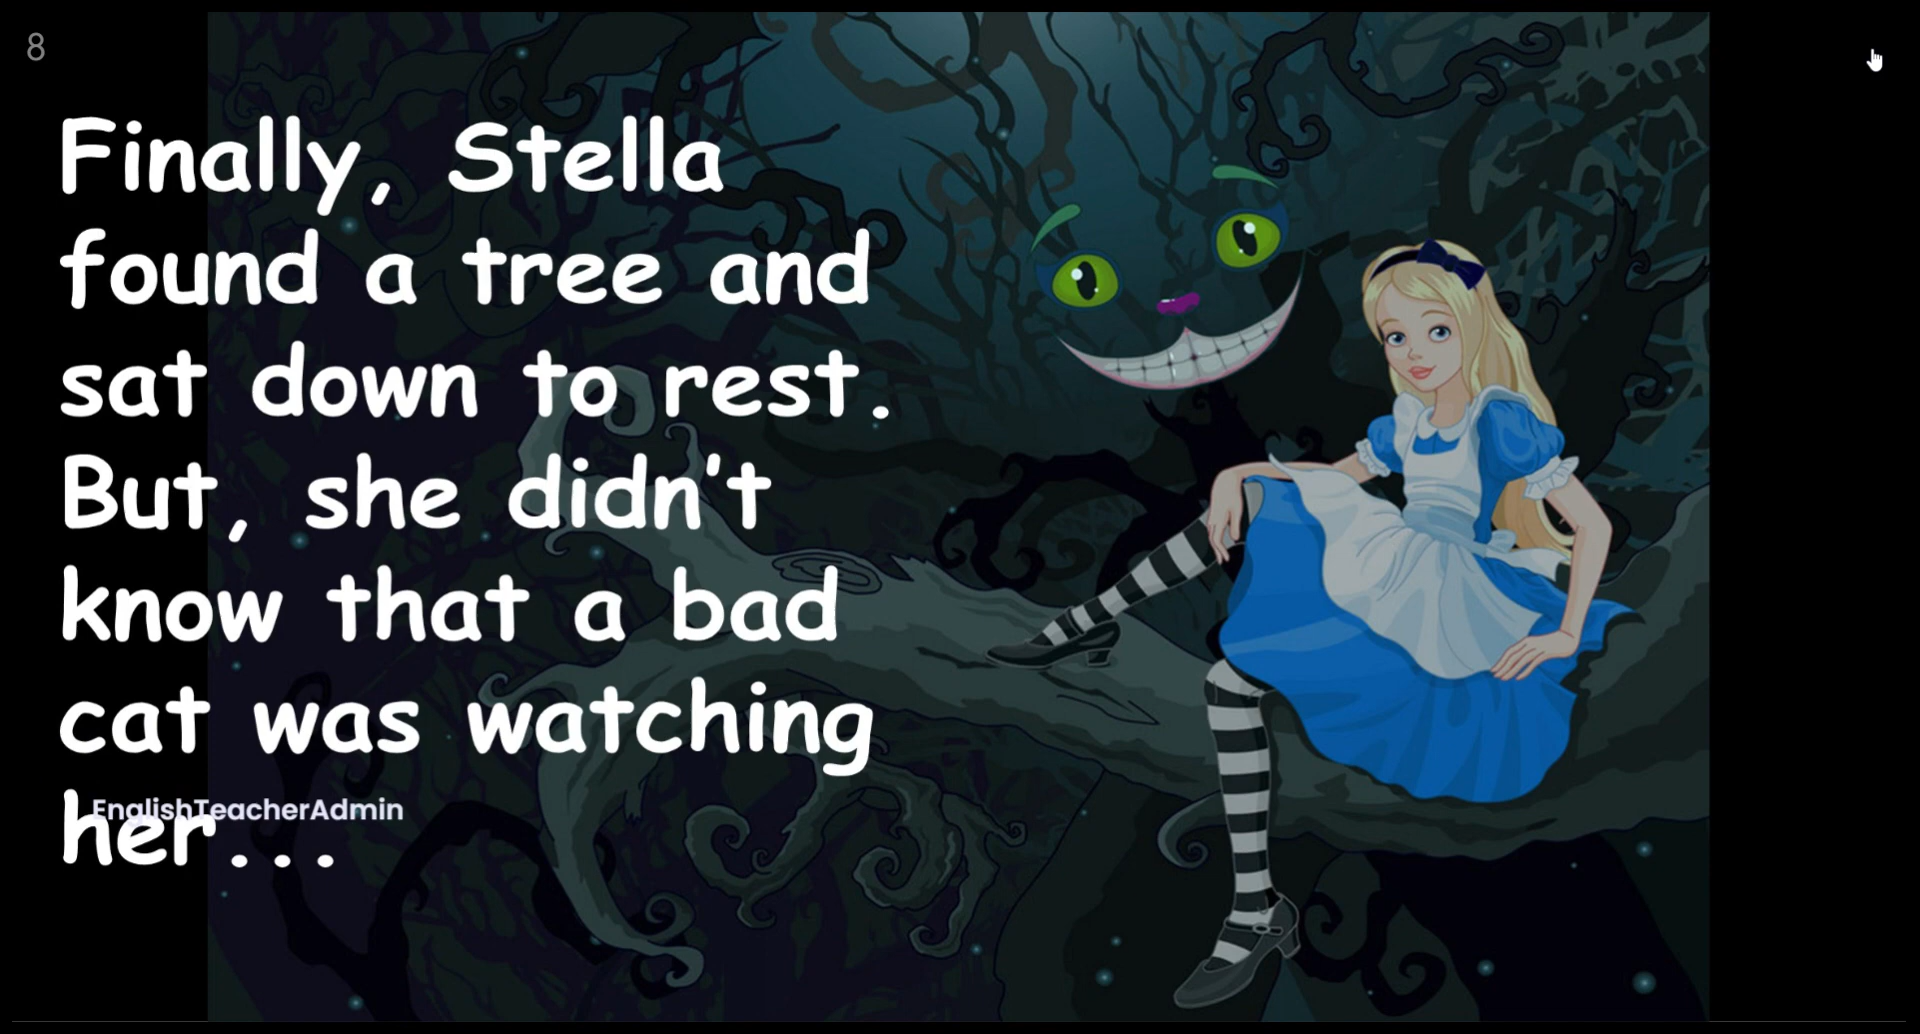 8
Finally, Stella
found a tree and
sat down to rest.
But, she didn't
know that a bad
cat was watching
her...
EnglishTeacherAdmin